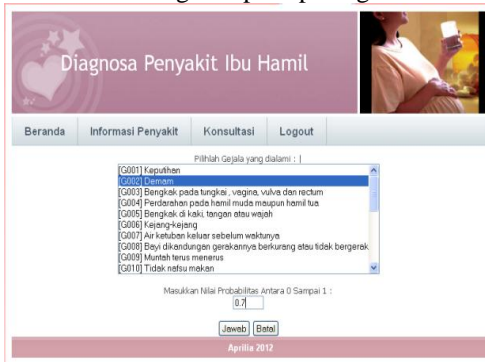 Diagnosa Penyakit Ibu Hamil
Beranda Informasi Penyakit Konsultasi Logout
Pilihlah Gejala yang dialami : |
[G001] Keputihan
[G002] Demam
[G003] Bengkak pada tungkai , vagina, vulva dan rectum
[G004] Perdarahan pada hamil muda maupun hamil tua
[G005] Bengkak di kaki, tangan atau wajah
[G006] Kejang-kejang
[G007] Air ketuban keluar sebelum waktunya
[G008] Bayi dikandungan gerakannya berkurang atau tidak bergerak
[G009] Muntah terus menerus
[G010] Tidak nafsu makan
Masukkan Nilai Probabilitas Antara 0 Sampai 1 :
0.7
Jawab Batal
Aprilia 2012